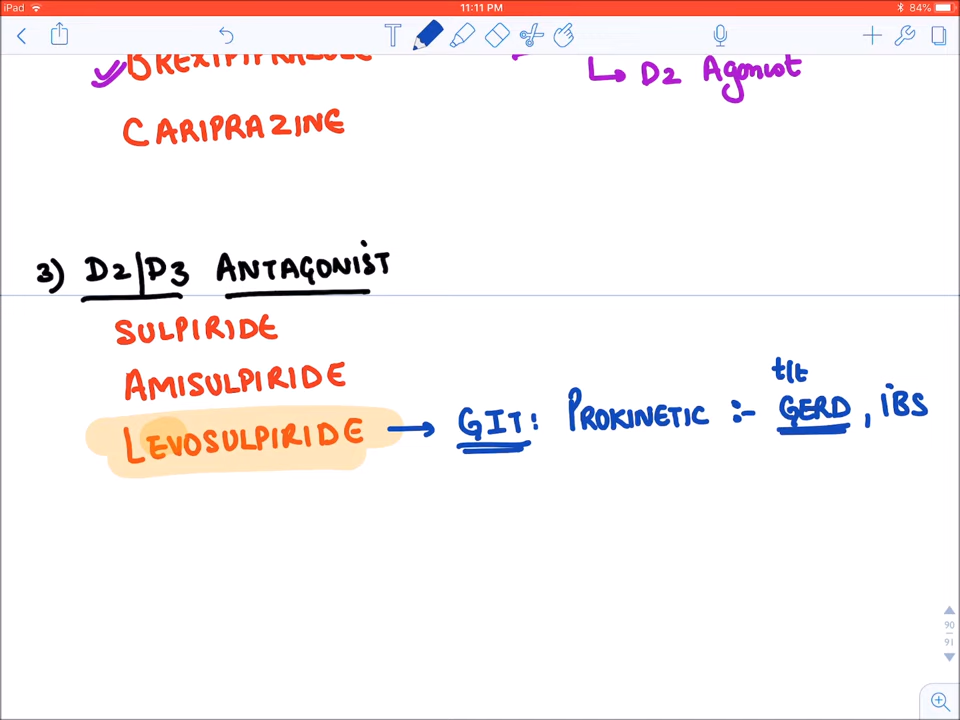 iPad 11:11 PM 84%
T
BREXIPIPRAZOLE
↳ D2 Agonist
CARIPRAZINE
3) D2/D3 ANTAGONIST
SULPIRIDE
AMISULPIRIDE
t/t
LEVOSULPIRIDE → GIT: PROKINETIC :- GERD, iBS
90
91